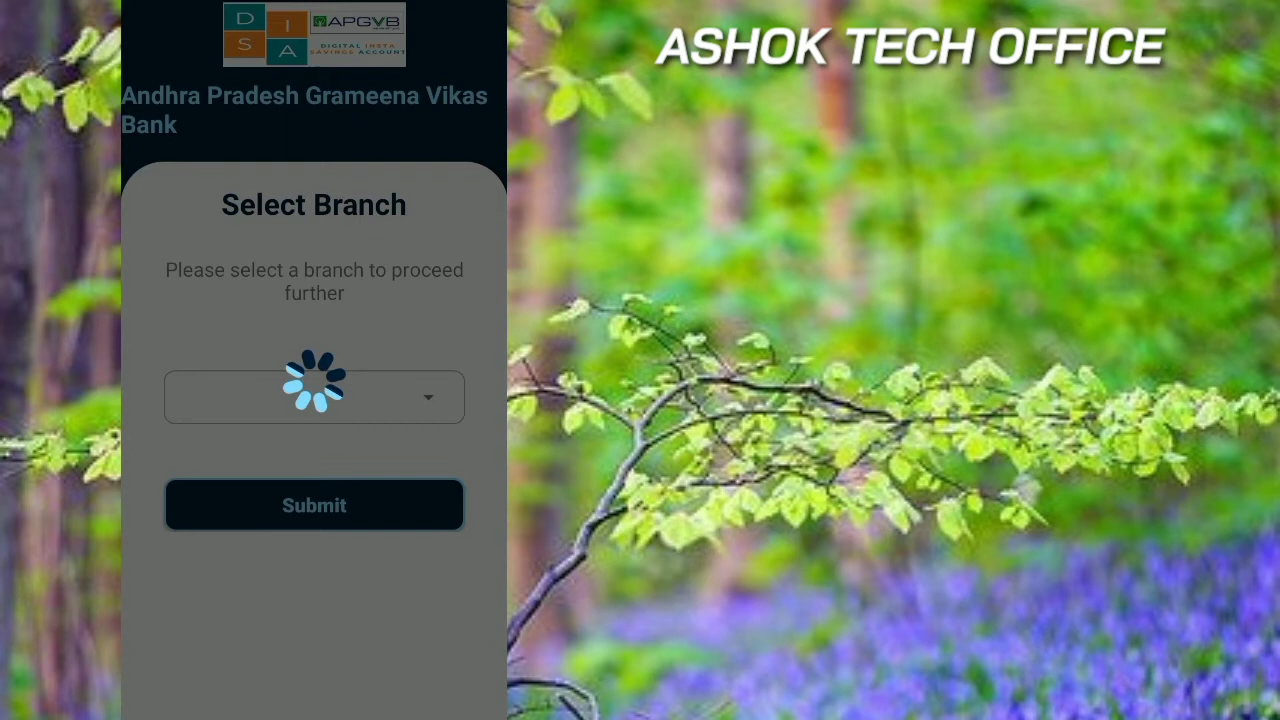 D
I
S
A
APGVB
DIGITAL INSTA
SAVINGS ACCOUNT
Andhra Pradesh Grameena Vikas
Bank
Select Branch
Please select a branch to proceed
further
Submit
ASHOK TECH OFFICE